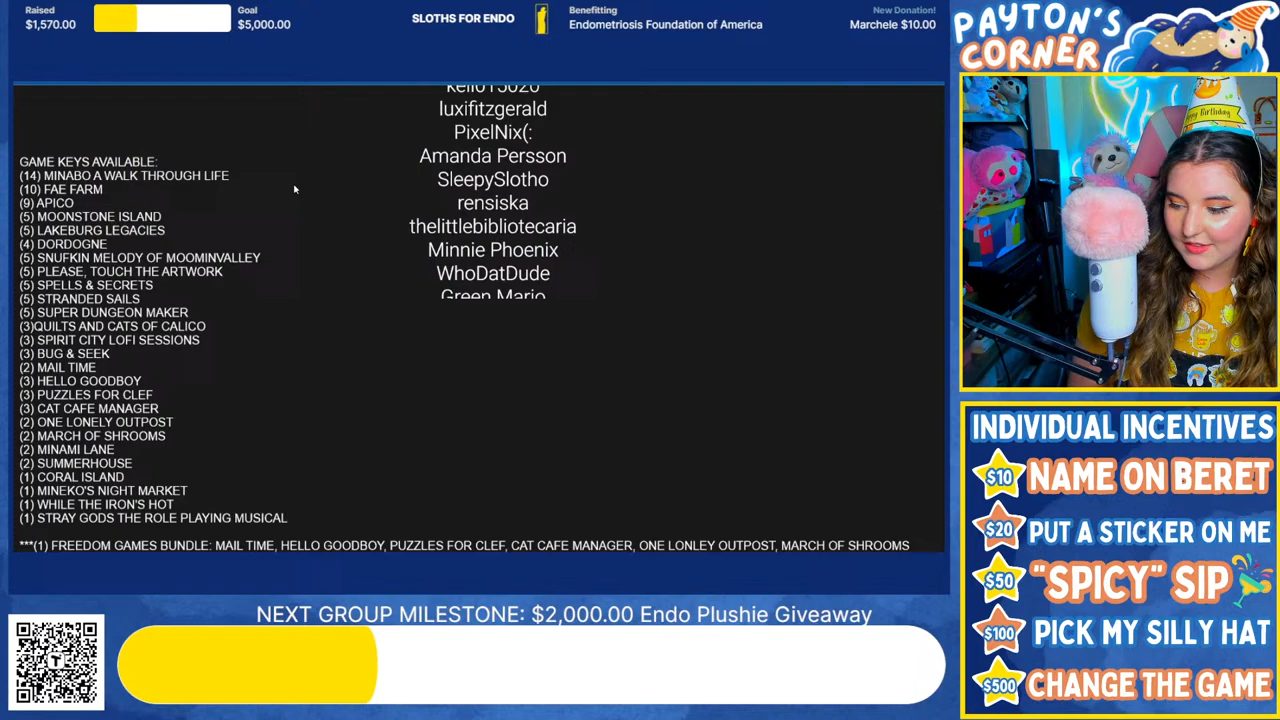 Raised
$1,570.00
Goal
$5,000.00
SLOTHS FOR ENDO
Benefitting
Endometriosis Foundation of America
New Donation!
Marchele $10.00
PAYTON'S
CORNER
GAME KEYS AVAILABLE:
(14) MINABO A WALK THROUGH LIFE
(10) FAE FARM
(9) APICO
(5) MOONSTONE ISLAND
(5) LAKEBURG LEGACIES
(4) DORDOGNE
(5) SNUFKIN MELODY OF MOOMINVALLEY
(5) PLEASE, TOUCH THE ARTWORK
(5) SPELLS & SECRETS
(5) STRANDED SAILS
(5) SUPER DUNGEON MAKER
(3)QUILTS AND CATS OF CALICO
(3) SPIRIT CITY LOFI SESSIONS
(3) BUG & SEEK
(2) MAIL TIME
(3) HELLO GOODBOY
(3) PUZZLES FOR CLEF
(3) CAT CAFE MANAGER
(2) ONE LONELY OUTPOST
(2) MARCH OF SHROOMS
(2) MINAMI LANE
(2) SUMMERHOUSE
(1) CORAL ISLAND
(1) MINEKO'S NIGHT MARKET
(1) WHILE THE IRON'S HOT
(1) STRAY GODS THE ROLE PLAYING MUSICAL
***(1) FREEDOM GAMES BUNDLE: MAIL TIME, HELLO GOODBOY, PUZZLES FOR CLEF, CAT CAFE MANAGER, ONE LONLEY OUTPOST, MARCH OF SHROOMS
luxifitzgerald
PixelNix(:
Amanda Persson
SleepySlotho
rensiska
thelittlebibliotecaria
Minnie Phoenix
WhoDatDude
Green Mario
Happy Birthday
INDIVIDUAL INCENTIVES
$10 NAME ON BERET
$20 PUT A STICKER ON ME
$50 "SPICY" SIP
$100 PICK MY SILLY HAT
$500 CHANGE THE GAME
NEXT GROUP MILESTONE: $2,000.00 Endo Plushie Giveaway